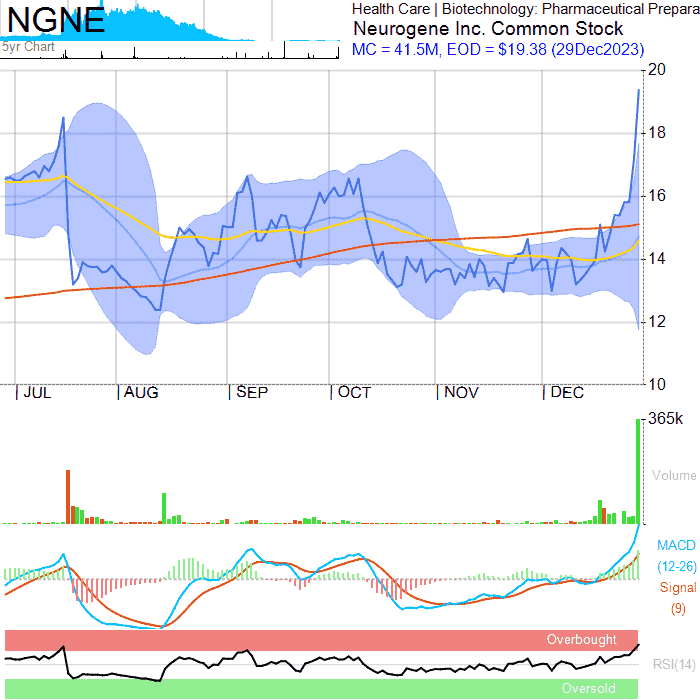 NGNE
5yr Chart
Health Care | Biotechnology: Pharmaceutical Prepara
Neurogene Inc. Common Stock
MC = 41.5M, EOD = $19.38 (29Dec2023)
20
18
16
14
12
10
JUL AUG SEP OCT NOV DEC
365k
Volume
MACD
(12-26)
Signal
(9)
Overbought
RSI(14)
Oversold